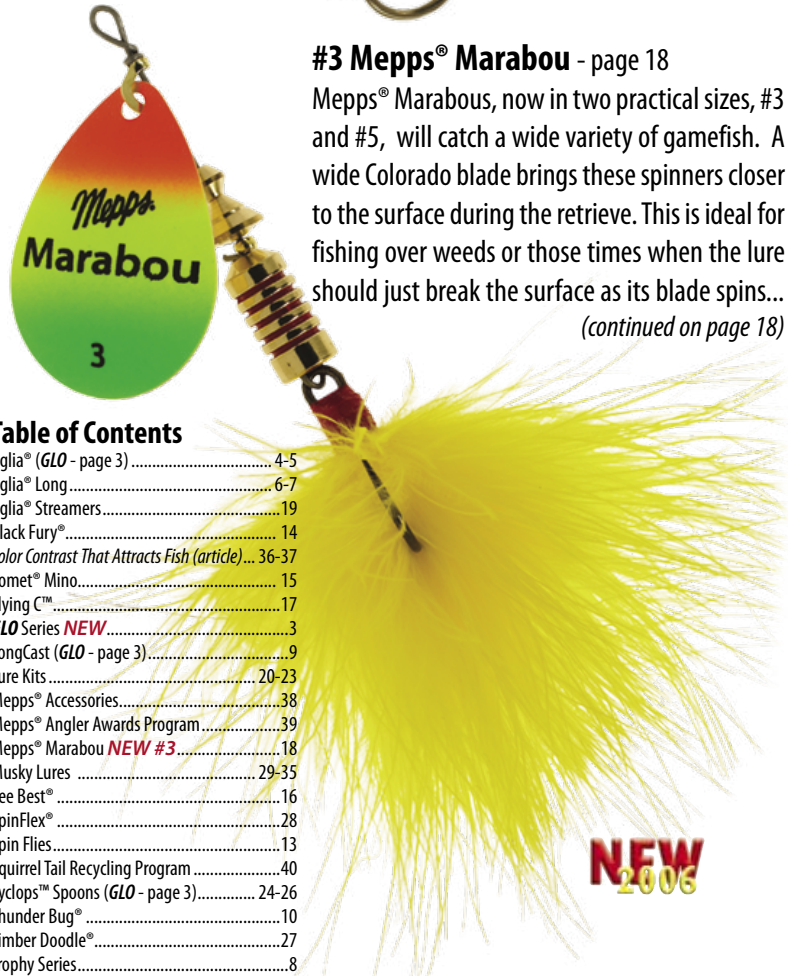 #3 Mepps® Marabou - page 18
Mepps® Marabous, now in two practical sizes, #3
and #5, will catch a wide variety of gamefish. A
wide Colorado blade brings these spinners closer
to the surface during the retrieve. This is ideal for
fishing over weeds or those times when the lure
should just break the surface as its blade spins...
(continued on page 18)
Mepps.
Marabou
3
Table of Contents
glia® (GLO - page 3) ................................ 4-5
glia® Long ............................................... 6-7
glia® Streamers ......................................... 19
lack Fury® ................................................. 14
olor Contrast That Attracts Fish (article) ... 36-37
omet® Mino ............................................... 15
lying C™ .................................................... 17
LO Series NEW .......................................... 3
ongCast (GLO - page 3) ............................... 9
ure Kits ................................................ 20-23
Mepps® Accessories ..................................... 38
Mepps® Angler Awards Program .................. 39
Mepps® Marabou NEW #3 ........................ 18
Musky Lures ........................................ 29-35
ee Best® ................................................... 16
pinFlex® ................................................... 28
pin Flies .................................................... 13
quirrel Tail Recycling Program .................... 40
yclops™ Spoons (GLO - page 3) .............. 24-26
hunder Bug® ............................................. 10
imber Doodle® ........................................... 27
rophy Series ................................................ 8
NEW
2006